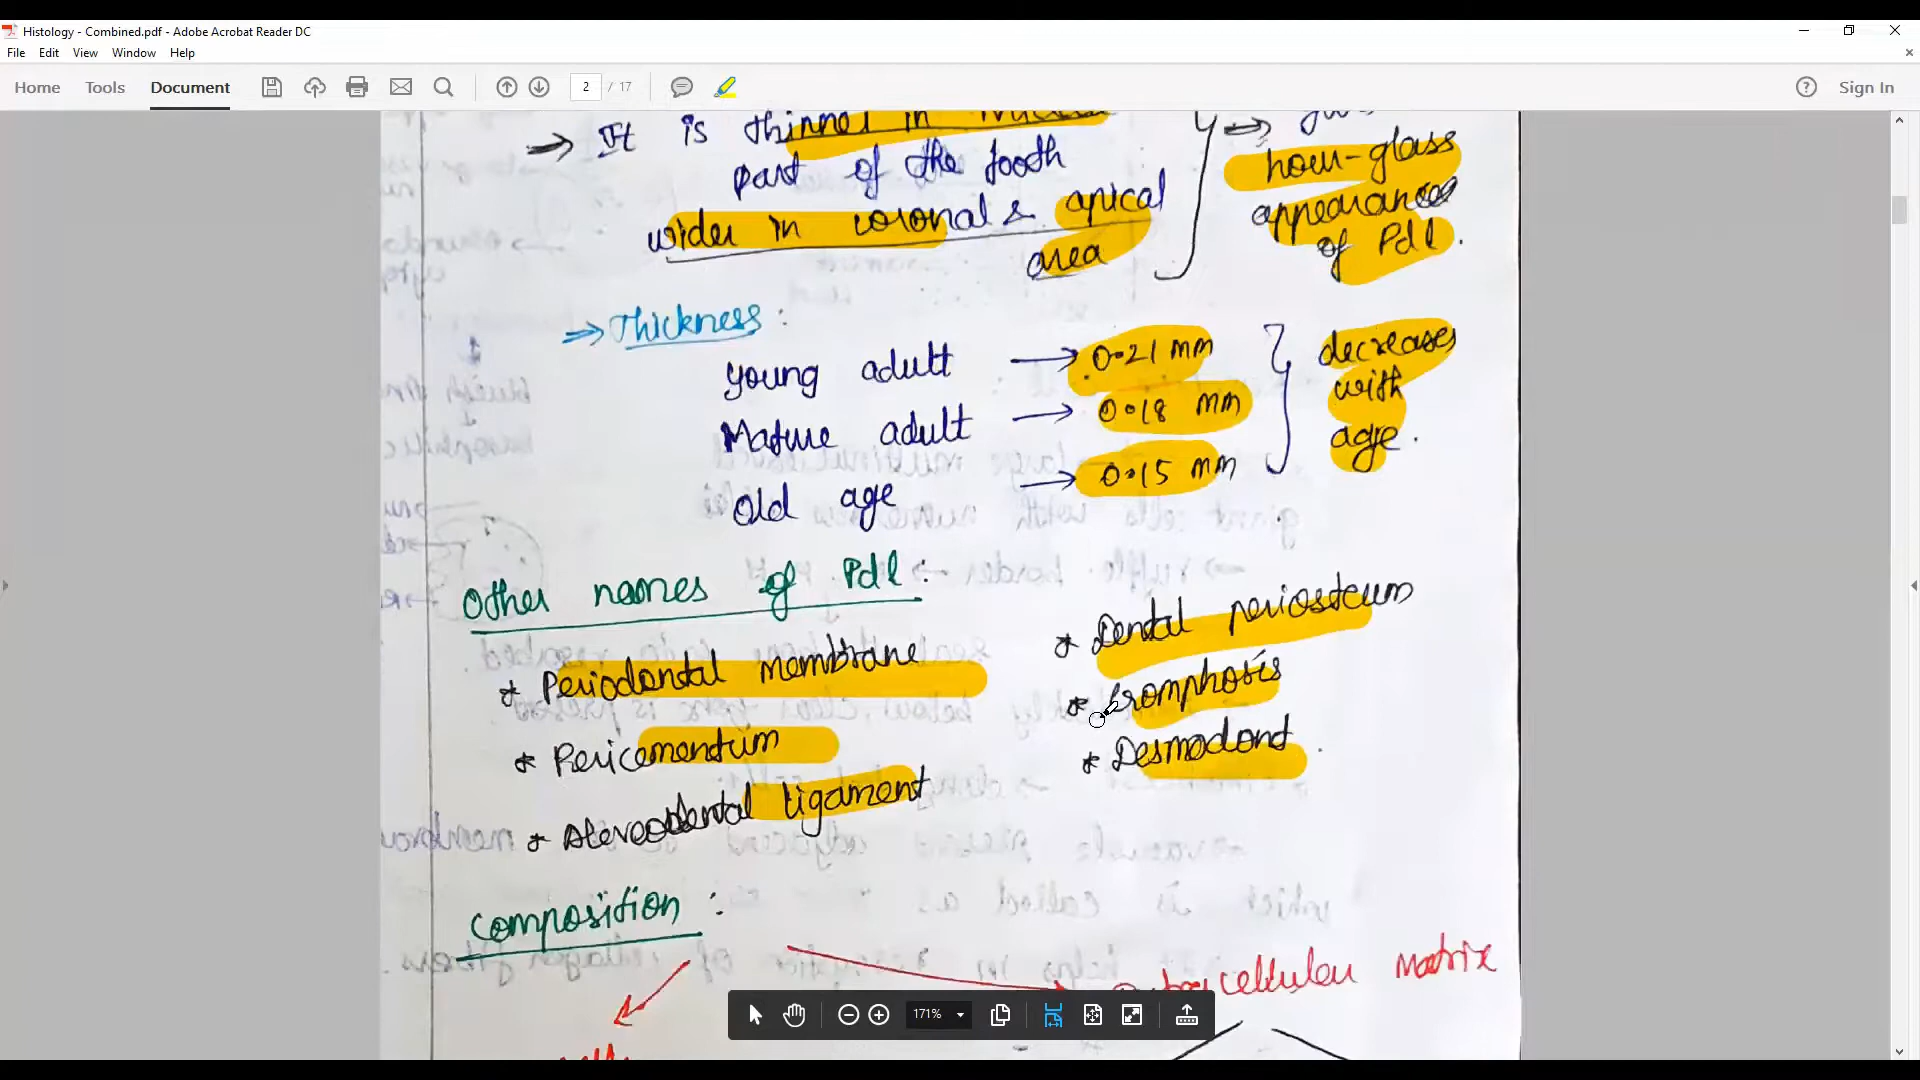 Histology - Combined.pdf - Adobe Acrobat Reader DC
File Edit View Window Help
Home Tools Document 2 / 17 Sign In
⇒ It is thinner in
part of the tooth
wider in coronal & apical
area
hour-glass
appearance
of Pdl.
⇒ Thickness :
young adult → 0.21 mm
Mature adult → 0.18 mm
old age → 0.15 mm
decreases
with
age.
Other names of Pdl :
* Periodontal membrane
* Pericementum
* Alveodental ligament
* Dental periosteum
* Gromphosis
* Desmodont.
Composition :
cellular Matrix
171%